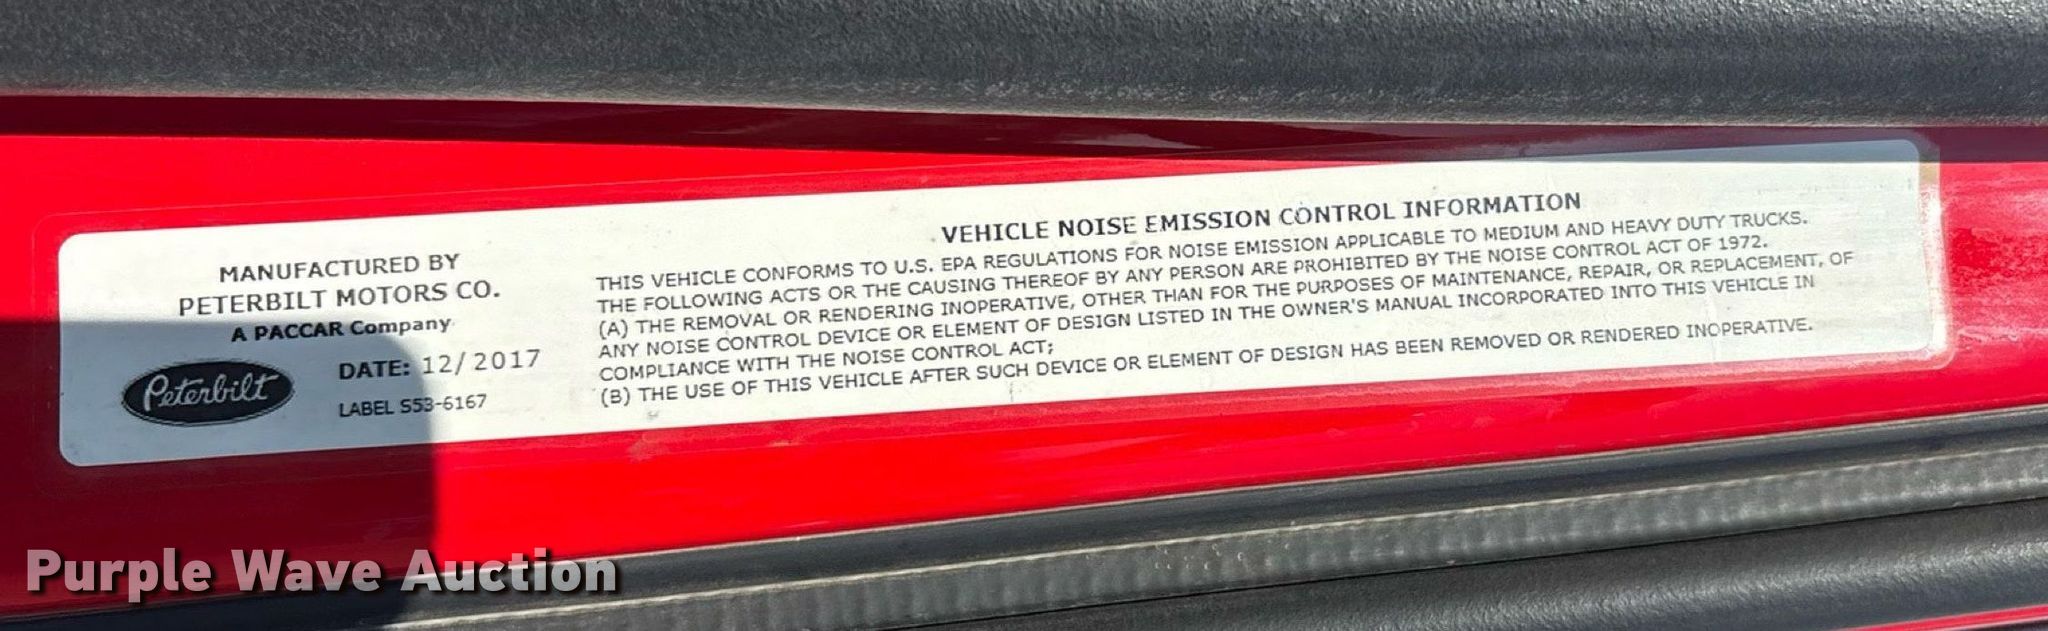 MANUFACTURED BY
PETERBILT MOTORS CO.
A PACCAR Company
Peterbilt
DATE: 12/2017
LABEL S53-6167
VEHICLE NOISE EMISSION CONTROL INFORMATION
THIS VEHICLE CONFORMS TO U.S. EPA REGULATIONS FOR NOISE EMISSION APPLICABLE TO MEDIUM AND HEAVY DUTY TRUCKS.
THE FOLLOWING ACTS OR THE CAUSING THEREOF BY ANY PERSON ARE PROHIBITED BY THE NOISE CONTROL ACT OF 1972.
(A) THE REMOVAL OR RENDERING INOPERATIVE, OTHER THAN FOR THE PURPOSES OF MAINTENANCE, REPAIR, OR REPLACEMENT, OF
ANY NOISE CONTROL DEVICE OR ELEMENT OF DESIGN LISTED IN THE OWNER'S MANUAL INCORPORATED INTO THIS VEHICLE IN
COMPLIANCE WITH THE NOISE CONTROL ACT;
(B) THE USE OF THIS VEHICLE AFTER SUCH DEVICE OR ELEMENT OF DESIGN HAS BEEN REMOVED OR RENDERED INOPERATIVE.
Purple Wave Auction